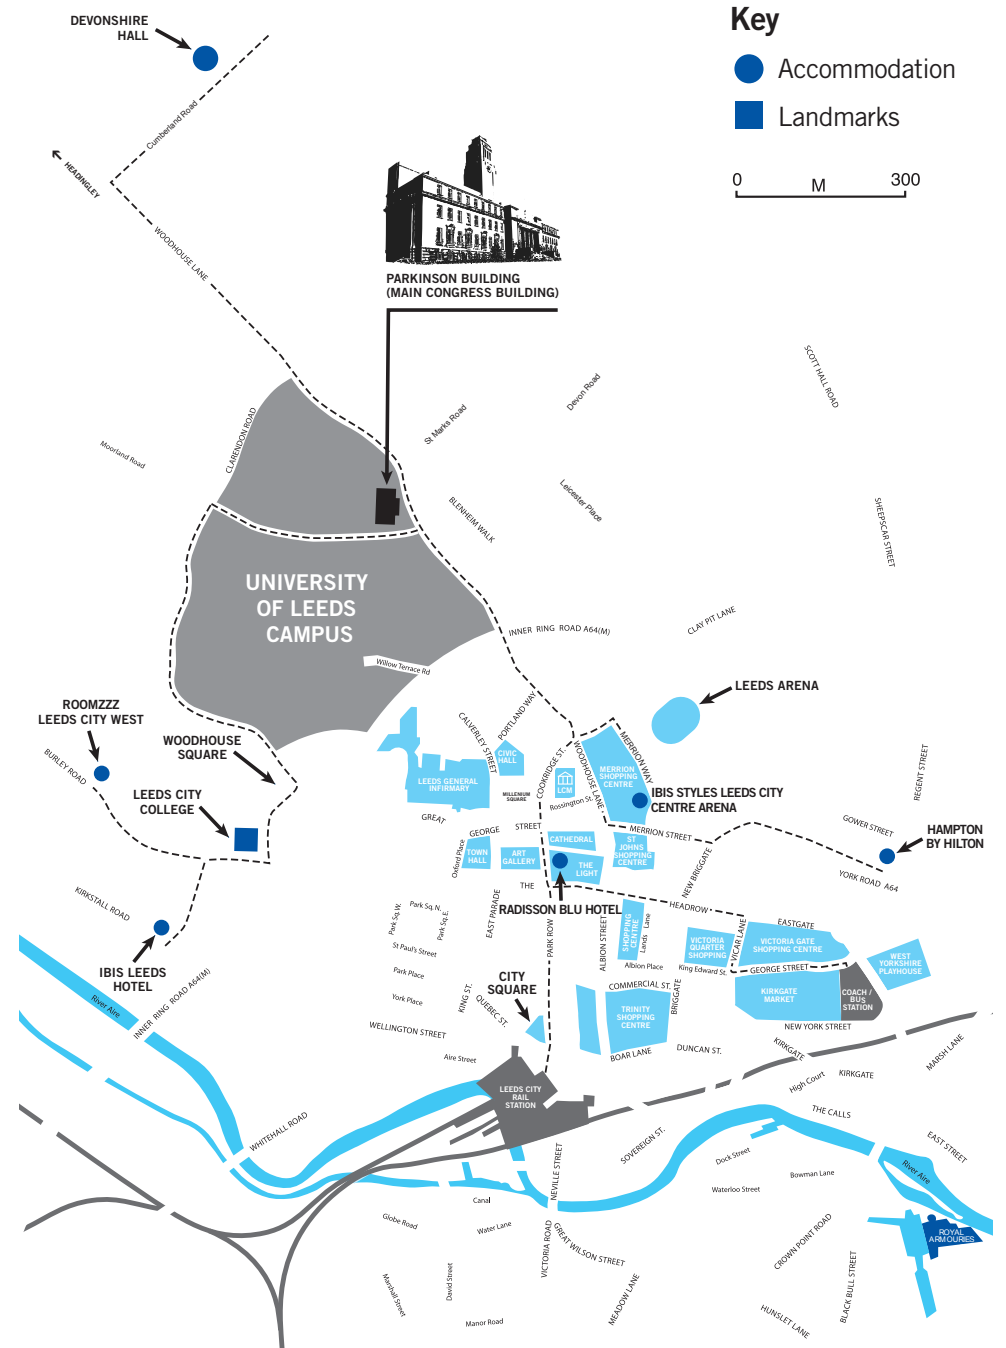 DEVONSHIRE
HALL
Key
Accommodation
Landmarks
0
M
300
Cumberland Road
HEADINGLEY
WOODHOUSE LANE
PARKINSON BUILDING
(MAIN CONGRESS BUILDING)
SCOTT HALL ROAD
Devon Road
St Marks Road
CLARENDON ROAD
Moorland Road
Leicester Place
BLENHEIM WALK
SHEEPSCAR STREET
UNIVERSITY
OF LEEDS
CAMPUS
INNER RING ROAD A64(M)
CLAY PIT LANE
Willow Terrace Rd
LEEDS ARENA
ROOMZZZ
LEEDS CITY WEST
BURLEY ROAD
WOODHOUSE
SQUARE
LEEDS CITY
COLLEGE
CALVERLEY STREET
PORTLAND WAY
CIVIC
HALL
LEEDS GENERAL
INFIRMARY
MILLENIUM
SQUARE
COOKRIDGE ST.
WOODHOUSE LANE
LCM
Rossington St.
MERRION
SHOPPING
CENTRE
MERRION WAY
IBIS STYLES LEEDS CITY
CENTRE ARENA
REGENT STREET
GOWER STREET
HAMPTON
BY HILTON
YORK ROAD A64
GREAT
GEORGE
STREET
Oxford Place
TOWN
HALL
ART
GALLERY
CATHEDRAL
THE
LIGHT
ST
JOHNS
SHOPPING
CENTRE
MERRION STREET
NEW BRIGGATE
THE
HEADROW
RADISSON BLU HOTEL
KIRKSTALL ROAD
IBIS LEEDS
HOTEL
Park Sq.W.
Park Sq.N.
Park Sq.E.
EAST PARADE
St Paul's Street
Park Place
York Place
KING ST.
QUEBEC ST.
CITY
SQUARE
PARK ROW
ALBION STREET
SHOPPING
CENTRE
Lands Lane
Albion Place
VICTORIA
QUARTER
SHOPPING
King Edward St.
VICAR LANE
EASTGATE
VICTORIA GATE
SHOPPING CENTRE
GEORGE STREET
WEST
YORKSHIRE
PLAYHOUSE
COMMERCIAL ST.
BRIGGATE
TRINITY
SHOPPING
CENTRE
KIRKGATE
MARKET
COACH /
BUS
STATION
NEW YORK STREET
River Aire
INNER RING ROAD A64(M)
WELLINGTON STREET
Aire Street
BOAR LANE
DUNCAN ST.
KIRKGATE
High Court
KIRKGATE
MARSH LANE
LEEDS CITY
RAIL
STATION
WHITEHALL ROAD
THE CALLS
EAST STREET
SOVEREIGN ST.
Dock Street
Bowman Lane
Waterloo Street
River Aire
NEVILLE STREET
Canal
Globe Road
Water Lane
VICTORIA ROAD
GREAT WILSON STREET
CROWN POINT ROAD
ROYAL
ARMOURIES
Marshall Street
David Street
Manor Road
MEADOW LANE
HUNSLET LANE
BLACK BULL STREET